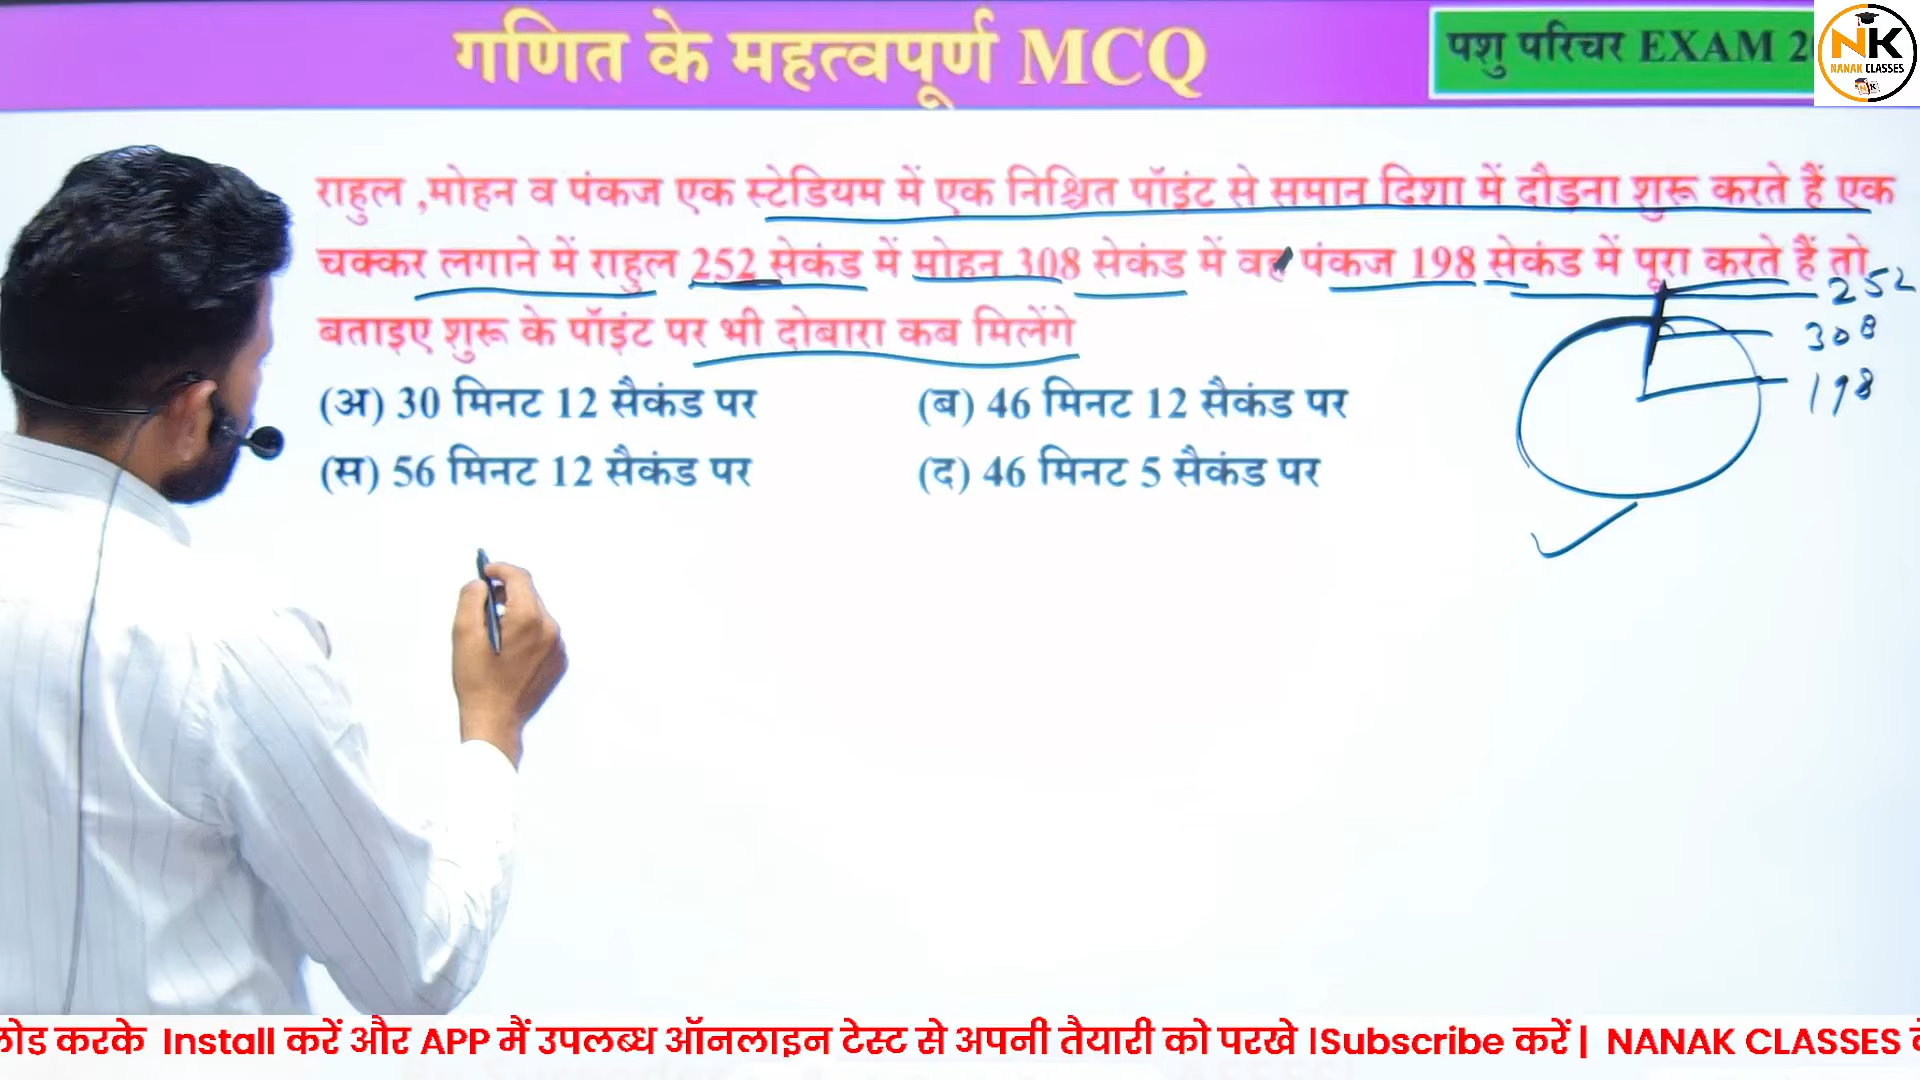 गणित के महत्वपूर्ण MCQ
पशु परिचर EXAM
NK
NANAK CLASSES
राहुल ,मोहन व पंकज एक स्टेडियम में एक निश्चित पॉइंट से समान दिशा में दौड़ना शुरू करते हैं एक
चक्कर लगाने में राहुल 252 सेकंड में मोहन 308 सेकंड में वह पंकज 198 सेकंड में पूरा करते हैं तो
बताइए शुरू के पॉइंट पर भी दोबारा कब मिलेंगे
252
308
198
(अ) 30 मिनट 12 सैकंड पर (ब) 46 मिनट 12 सैकंड पर
(स) 56 मिनट 12 सैकंड पर (द) 46 मिनट 5 सैकंड पर
करके Install करें और APP मैं उपलब्ध ऑनलाइन टेस्ट से अपनी तैयारी को परखे ।Subscribe करें | NANAK CLASSES